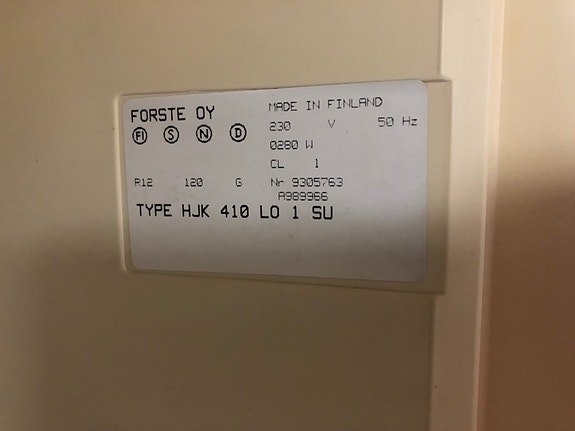 FORSTE OY
FI S N D
MADE IN FINLAND
230 V 50 Hz
0280 W
CL 1
R12 120 G Nr 9305763
A989966
TYPE HJK 410 LO 1 SU